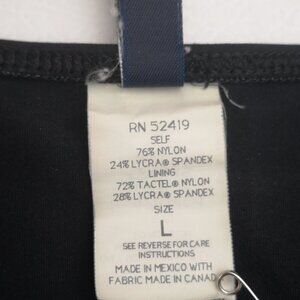 RN 52419
SELF
76% NYLON
24% LYCRA® SPANDEX
LINING
72% TACTEL® NYLON
28% LYCRA® SPANDEX
SIZE
L
SEE REVERSE FOR CARE
INSTRUCTIONS
MADE IN MEXICO WITH
FABRIC MADE IN CANAD